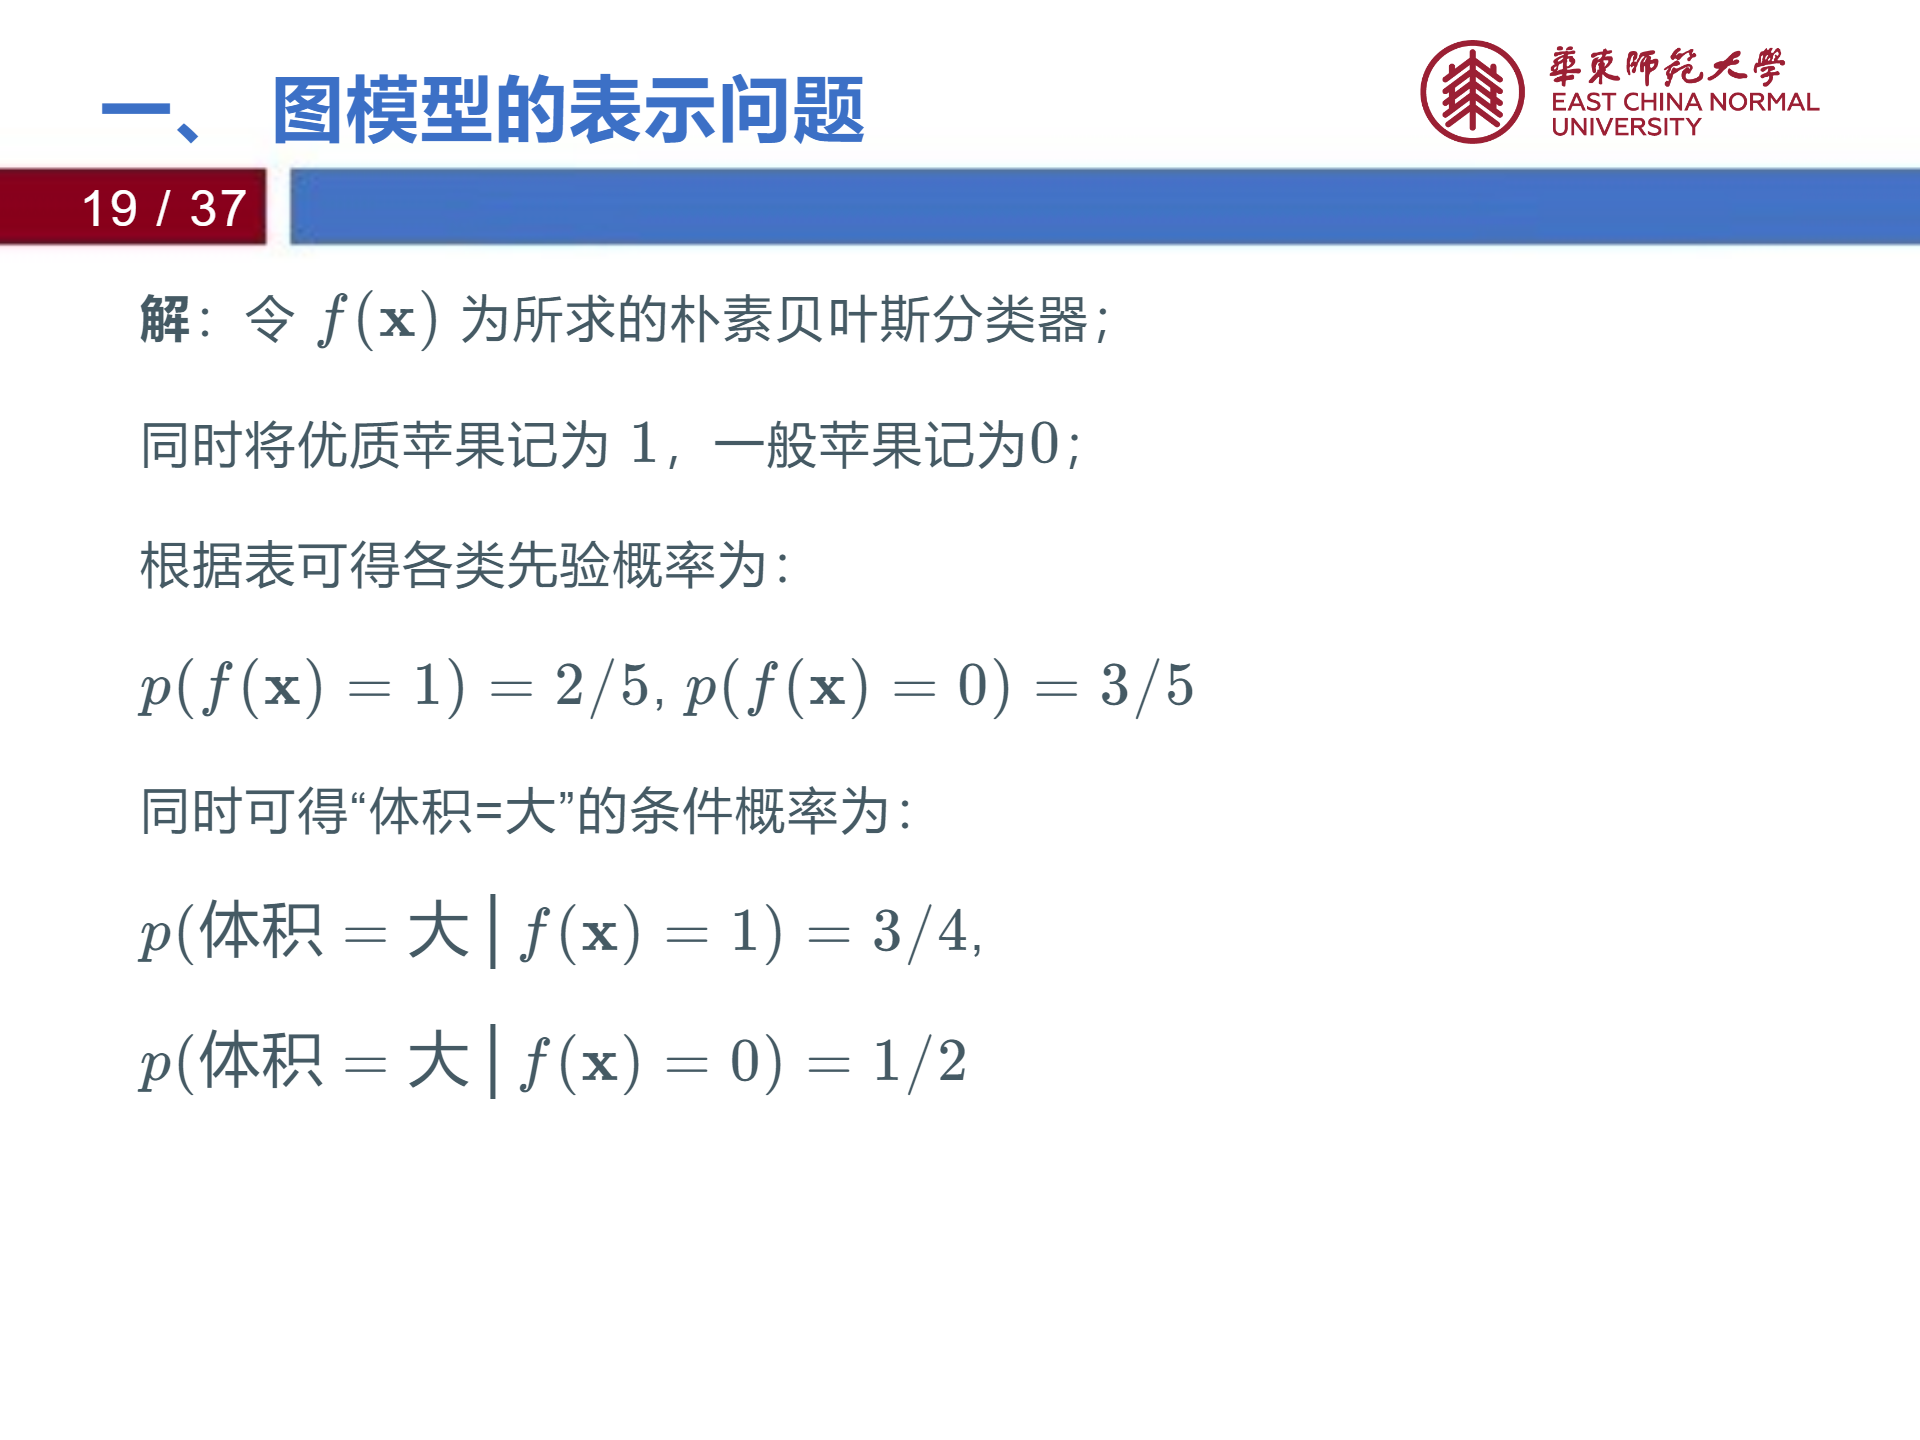 一、 图模型的表示问题
華東师范大學
EAST CHINA NORMAL
UNIVERSITY
19 / 37
解：令 f(x) 为所求的朴素贝叶斯分类器；
同时将优质苹果记为 1，一般苹果记为0；
根据表可得各类先验概率为：
p(f(x) = 1) = 2/5, p(f(x) = 0) = 3/5
同时可得“体积=大”的条件概率为：
p(体积 = 大 | f(x) = 1) = 3/4,
p(体积 = 大 | f(x) = 0) = 1/2